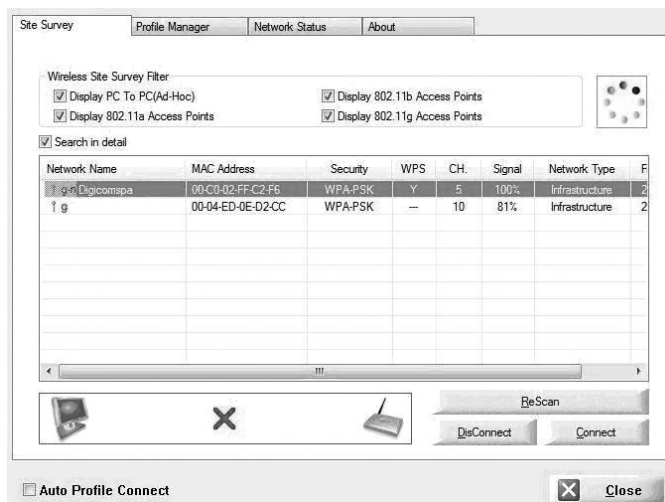 Site Survey Profile Manager Network Status About
Wireless Site Survey Filter
Display PC To PC(Ad-Hoc) Display 802.11b Access Points
Display 802.11a Access Points Display 802.11g Access Points
Search in detail
Network Name MAC Address Security WPS CH. Signal Network Type F
g-n Digicomspa 00-C0-02-FF-C2-F6 WPA-PSK Y 5 100% Infrastructure 2
g 00-04-ED-0E-D2-CC WPA-PSK --- 10 81% Infrastructure 2
ReScan
DisConnect Connect
Auto Profile Connect Close